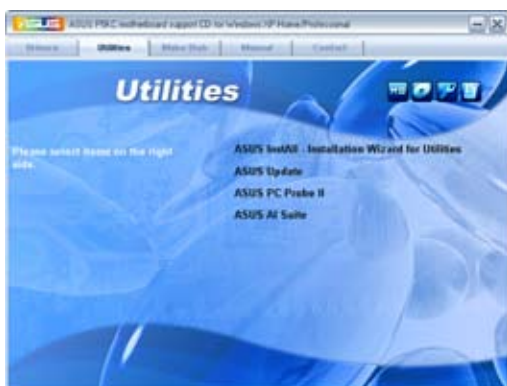 ASUS P5KC motherboard support CD for Windows XP Home/Professional
Drivers Utilities Make Disk Manual Contact
Utilities
Please select items on the right
side.
ASUS InstAll - Installation Wizard for Utilities
ASUS Update
ASUS PC Probe II
ASUS AI Suite